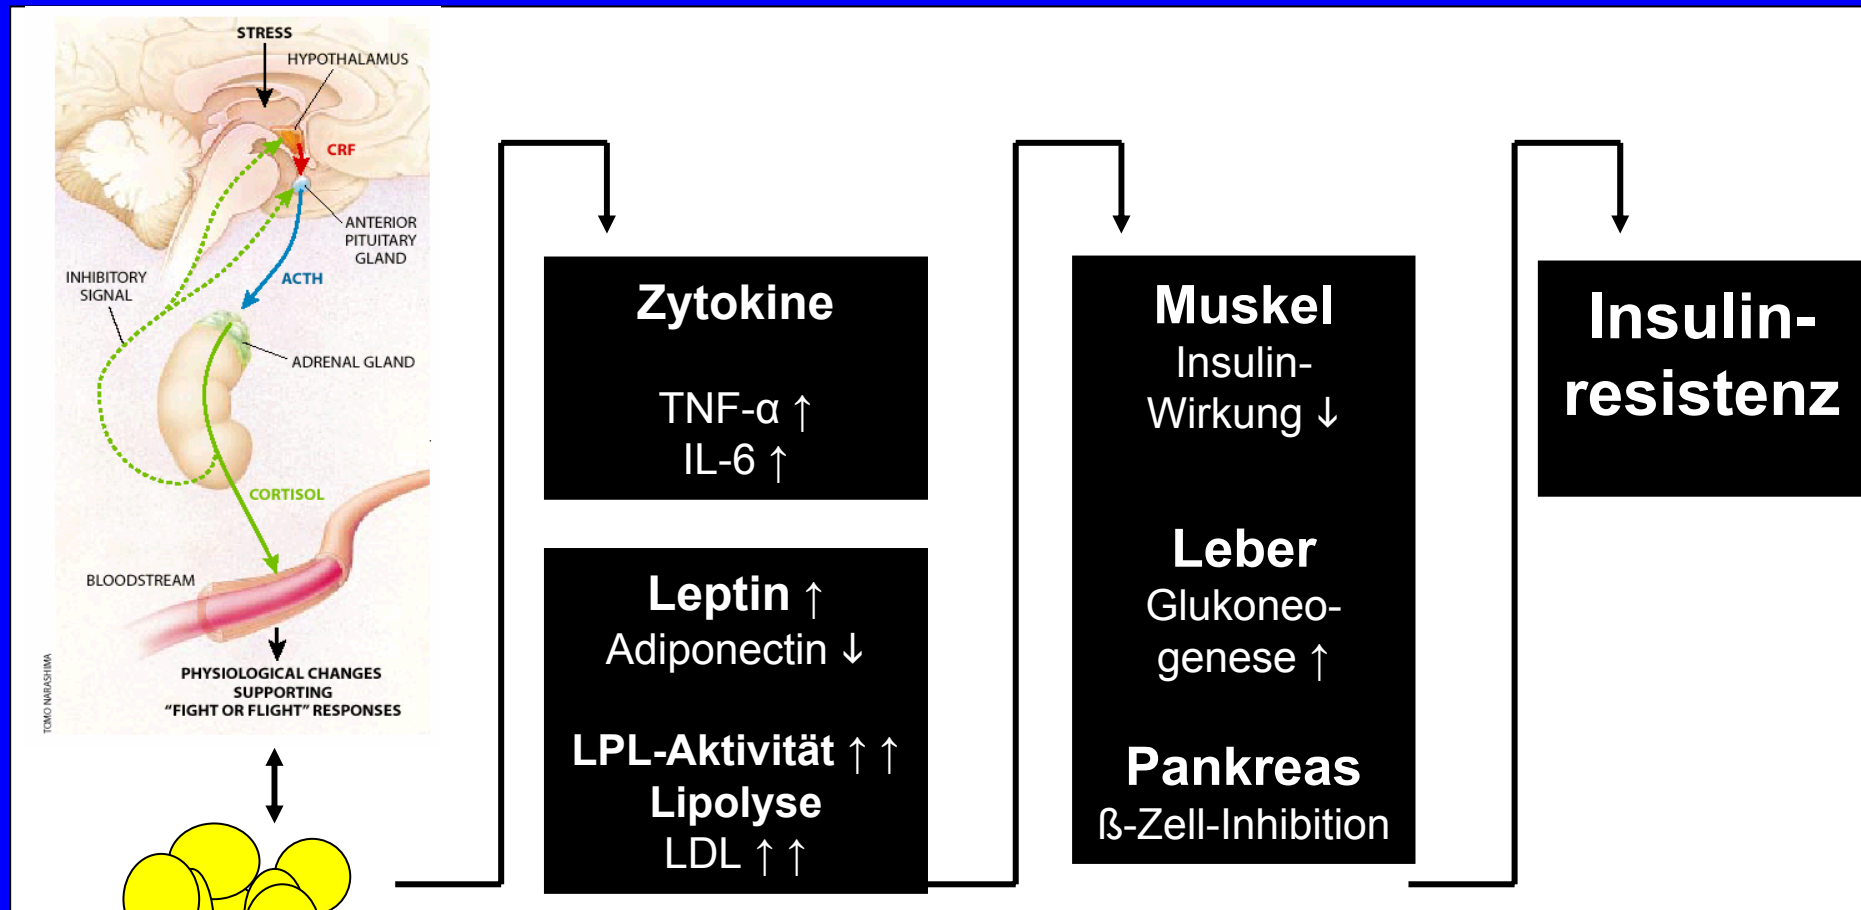 STRESS
HYPOTHALAMUS
CRF
ANTERIOR
PITUITARY
GLAND
INHIBITORY
SIGNAL
ACTH
ADRENAL GLAND
CORTISOL
BLOODSTREAM
PHYSIOLOGICAL CHANGES
SUPPORTING
"FIGHT OR FLIGHT" RESPONSES
TOMO NARASHIMA
Zytokine
TNF-α ↑
IL-6 ↑
Leptin ↑
Adiponectin ↓
LPL-Aktivität ↑ ↑
Lipolyse
LDL ↑ ↑
Muskel
Insulin-
Wirkung ↓
Leber
Glukoneo-
genese ↑
Pankreas
ß-Zell-Inhibition
Insulin-
resistenz